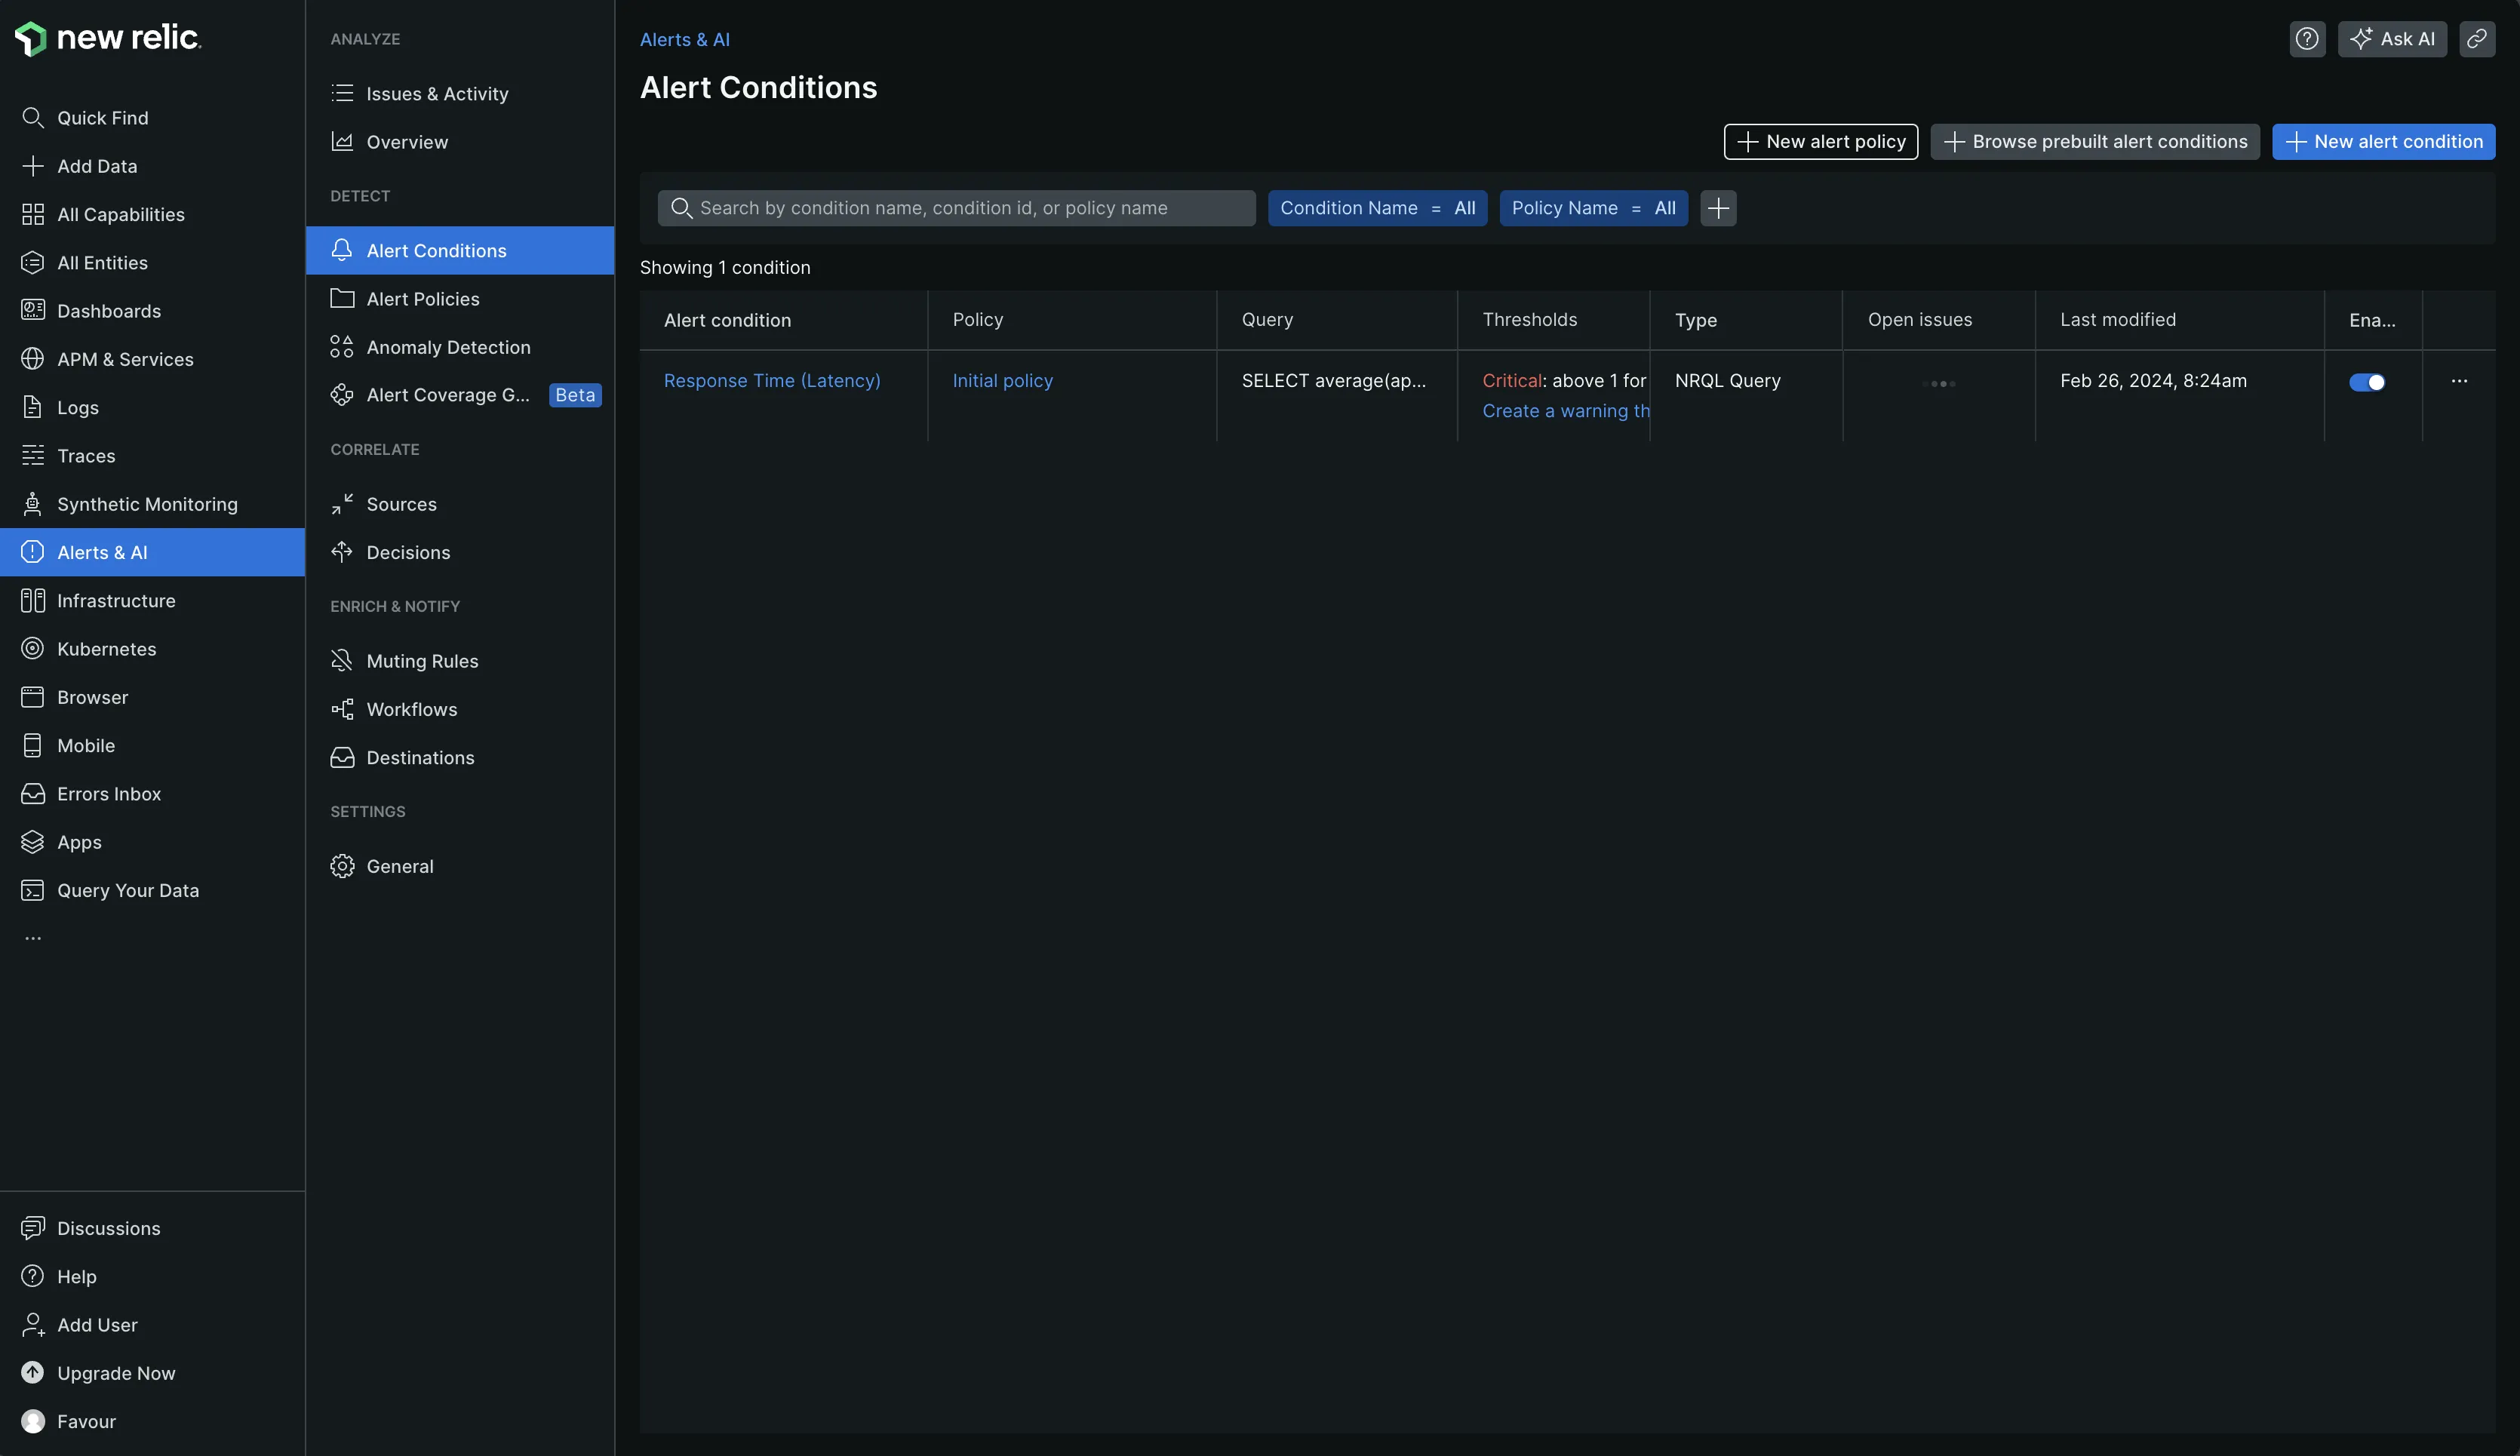 new relic
Quick Find
Add Data
All Capabilities
All Entities
Dashboards
APM & Services
Logs
Traces
Synthetic Monitoring
Alerts & AI
Infrastructure
Kubernetes
Browser
Mobile
Errors Inbox
Apps
Query Your Data
...
Discussions
Help
Add User
Upgrade Now
Favour
ANALYZE
Issues & Activity
Overview
DETECT
Alert Conditions
Alert Policies
Anomaly Detection
Alert Coverage G... Beta
CORRELATE
Sources
Decisions
ENRICH & NOTIFY
Muting Rules
Workflows
Destinations
SETTINGS
General
Alerts & AI
Ask AI
Alert Conditions
New alert policy Browse prebuilt alert conditions New alert condition
Search by condition name, condition id, or policy name Condition Name = All Policy Name = All
Showing 1 condition
Alert condition Policy Query Thresholds Type Open issues Last modified Ena...
Response Time (Latency) Initial policy SELECT average(ap... Critical: above 1 for NRQL Query Feb 26, 2024, 8:24am ...
Create a warning th